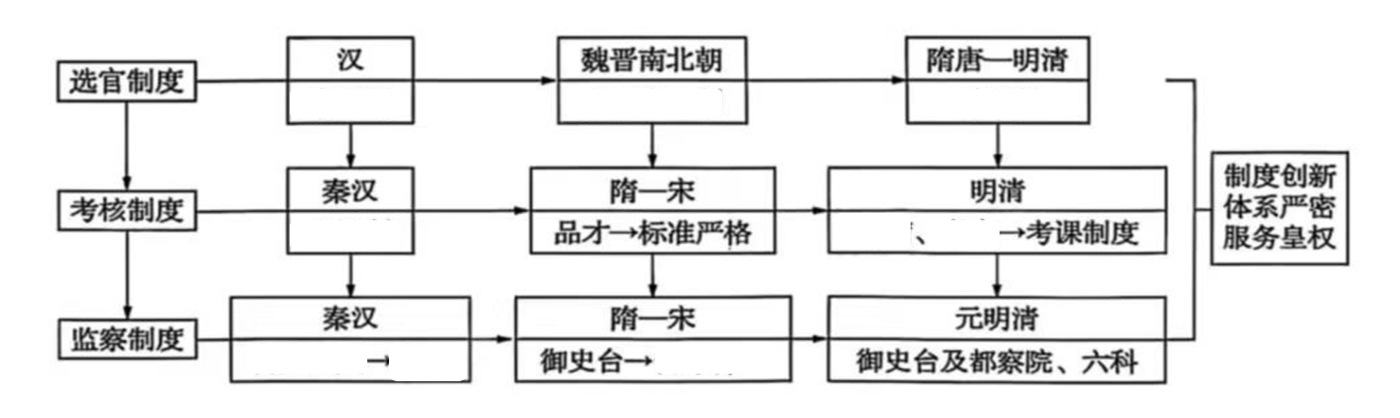 选官制度
汉
魏晋南北朝
隋唐—明清
考核制度
秦汉
隋—宋
品才→标准严格
明清
、 →考课制度
监察制度
秦汉
→
隋—宋
御史台→
元明清
御史台及都察院、六科
制度创新
体系严密
服务皇权